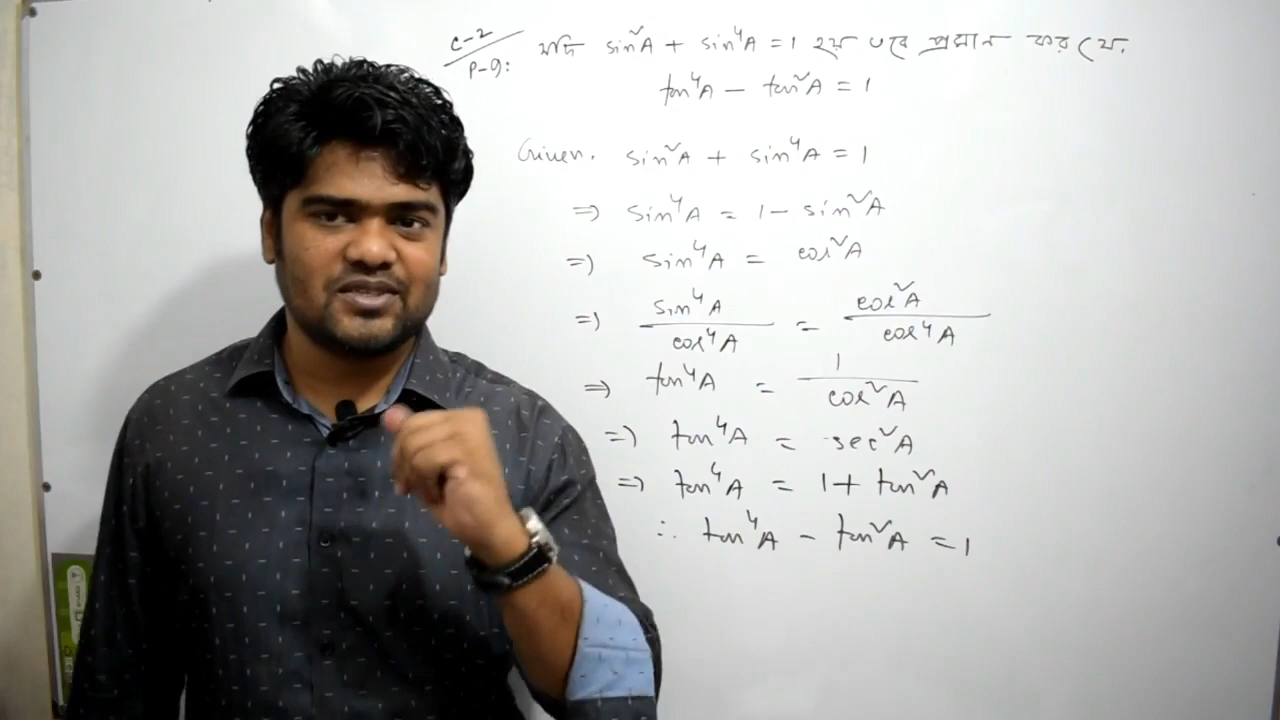 C-2
P-9:
যদি sin²A + sin⁴A = 1 হয় তবে প্রমান কর যে.
tan⁴A − tan²A = 1
Given. sin²A + sin⁴A = 1
⇒ sin⁴A = 1 − sin²A
⇒ sin⁴A = cos²A
⇒ sin⁴A / cos⁴A = cos²A / cos⁴A
⇒ tan⁴A = 1 / cos²A
⇒ tan⁴A = sec²A
⇒ tan⁴A = 1 + tan²A
∴ tan⁴A − tan²A = 1